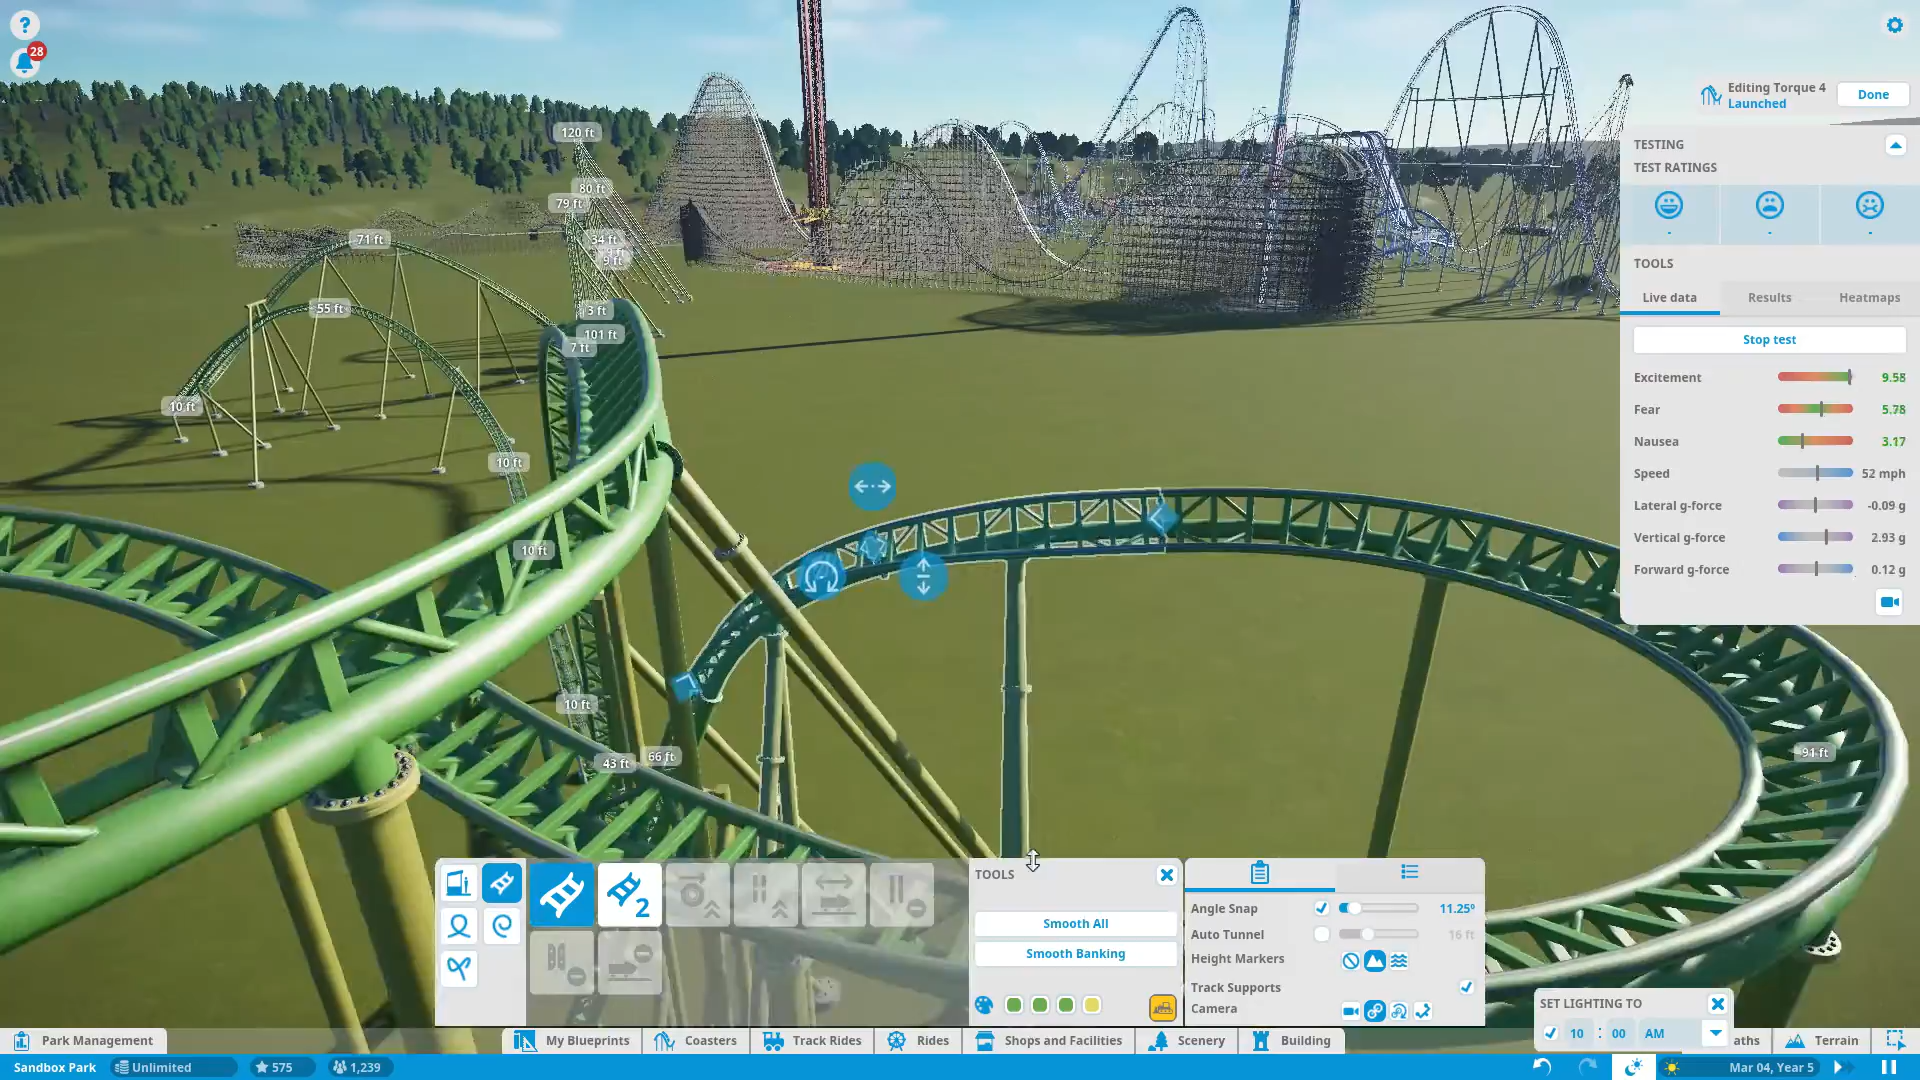 ?
28
Editing Torque 4
Launched
Done
TESTING
TEST RATINGS
-
-
-
TOOLS
Live data
Results
Heatmaps
Stop test
Excitement
9.58
Fear
5.78
Nausea
3.17
Speed
52 mph
Lateral g-force
-0.09 g
Vertical g-force
2.93 g
Forward g-force
0.12 g
120 ft
80 ft
79 ft
71 ft
34 ft
9 ft
55 ft
3 ft
101 ft
7 ft
10 ft
10 ft
10 ft
10 ft
43 ft
66 ft
91 ft
2
TOOLS
Smooth All
Smooth Banking
Angle Snap
11.25°
Auto Tunnel
16 ft
Height Markers
Track Supports
Camera
SET LIGHTING TO
10 : 00 AM
Park Management
My Blueprints
Coasters
Track Rides
Rides
Shops and Facilities
Scenery
Building
aths
Terrain
Sandbox Park
Unlimited
575
1,239
Mar 04, Year 5